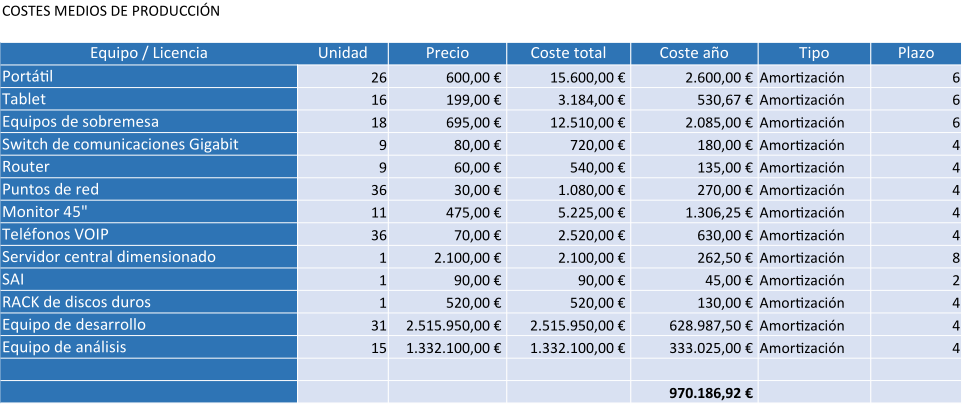 COSTES MEDIOS DE PRODUCCIÓN
Equipo / Licencia Unidad Precio Coste total Coste año Tipo Plazo
Portátil 26 600,00 € 15.600,00 € 2.600,00 € Amortización 6
Tablet 16 199,00 € 3.184,00 € 530,67 € Amortización 6
Equipos de sobremesa 18 695,00 € 12.510,00 € 2.085,00 € Amortización 6
Switch de comunicaciones Gigabit 9 80,00 € 720,00 € 180,00 € Amortización 4
Router 9 60,00 € 540,00 € 135,00 € Amortización 4
Puntos de red 36 30,00 € 1.080,00 € 270,00 € Amortización 4
Monitor 45" 11 475,00 € 5.225,00 € 1.306,25 € Amortización 4
Teléfonos VOIP 36 70,00 € 2.520,00 € 630,00 € Amortización 4
Servidor central dimensionado 1 2.100,00 € 2.100,00 € 262,50 € Amortización 8
SAI 1 90,00 € 90,00 € 45,00 € Amortización 2
RACK de discos duros 1 520,00 € 520,00 € 130,00 € Amortización 4
Equipo de desarrollo 31 2.515.950,00 € 2.515.950,00 € 628.987,50 € Amortización 4
Equipo de análisis 15 1.332.100,00 € 1.332.100,00 € 333.025,00 € Amortización 4
970.186,92 €